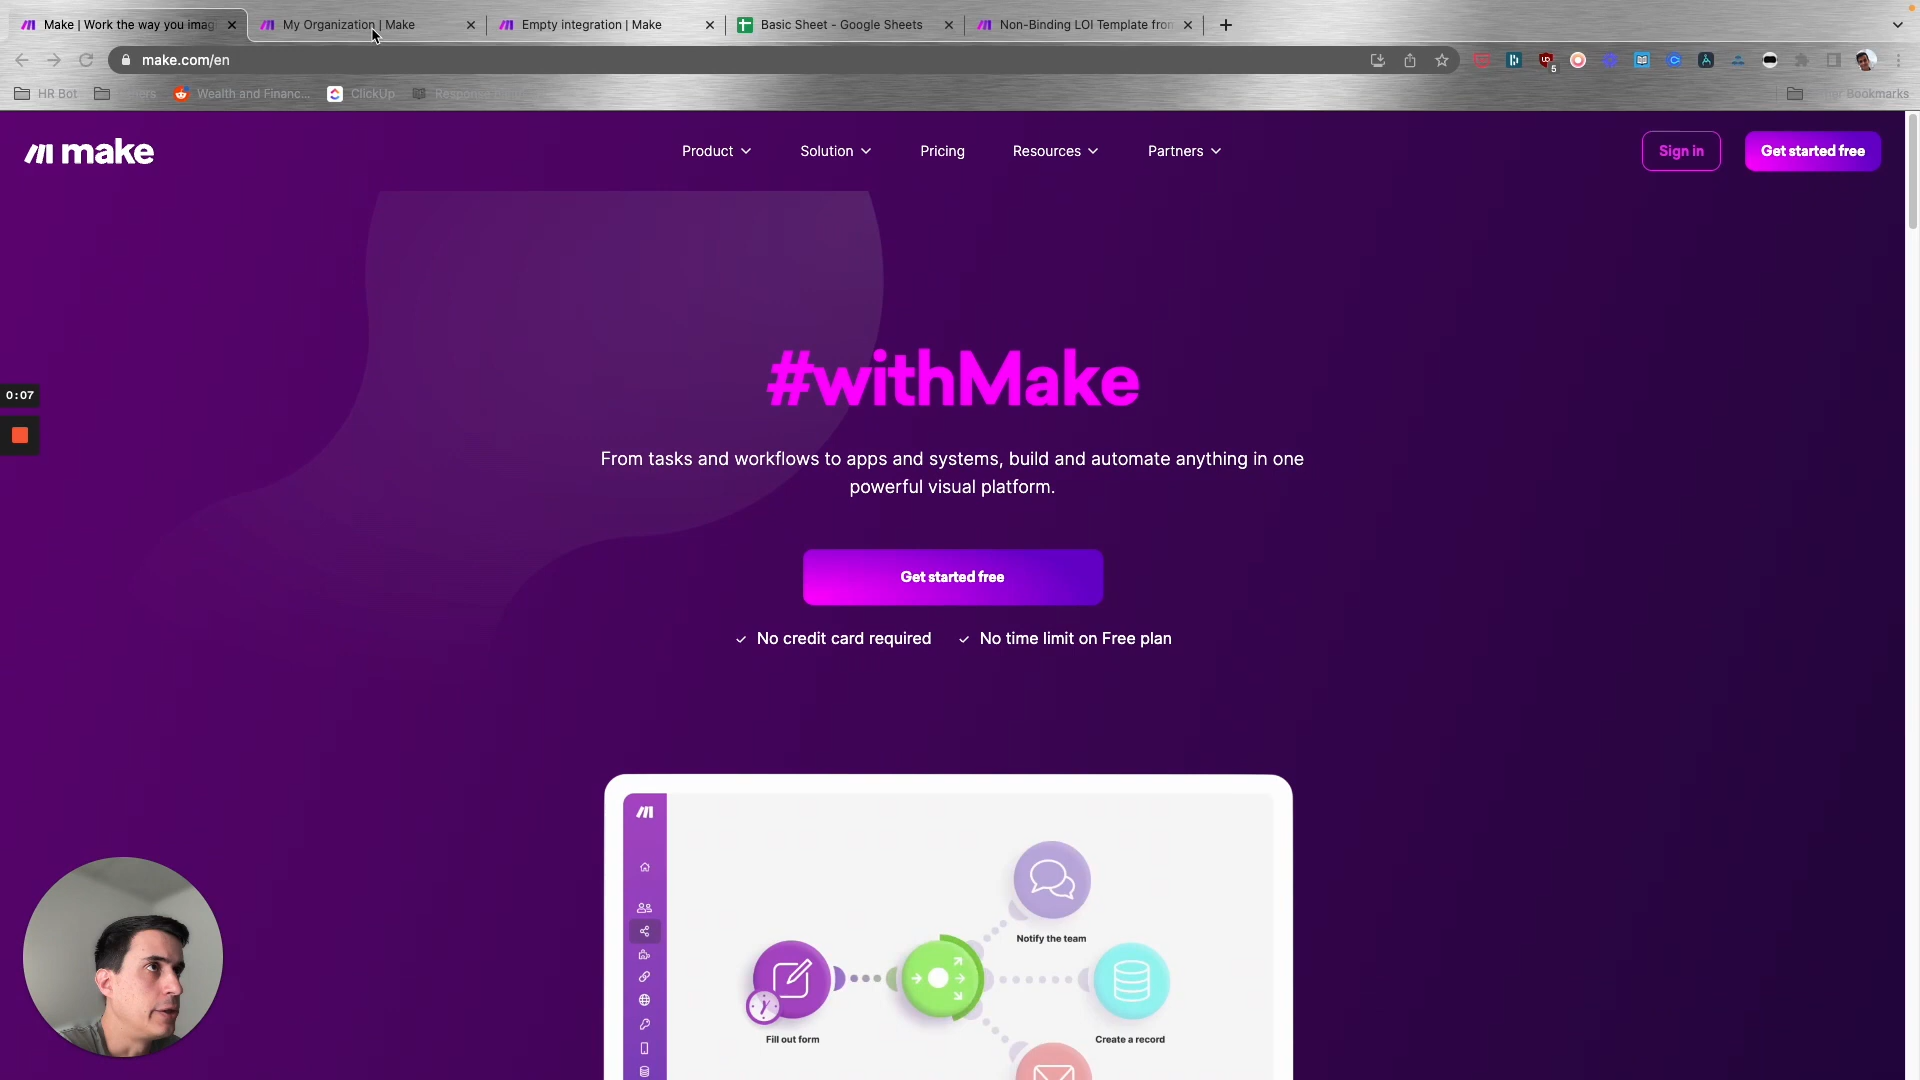 Make | Work the way you imag
My Organization | Make
Empty integration | Make
Basic Sheet - Google Sheets
Non-Binding LOI Template from
make.com/en
5
HR Bot
Wealth and Financ...
ClickUp
Response
Bookmarks
make
Product
Solution
Pricing
Resources
Partners
Sign in
Get started free
#withMake
0:07
From tasks and workflows to apps and systems, build and automate anything in one
powerful visual platform.
Get started free
No credit card required
No time limit on Free plan
Notify the team
Fill out form
Create a record